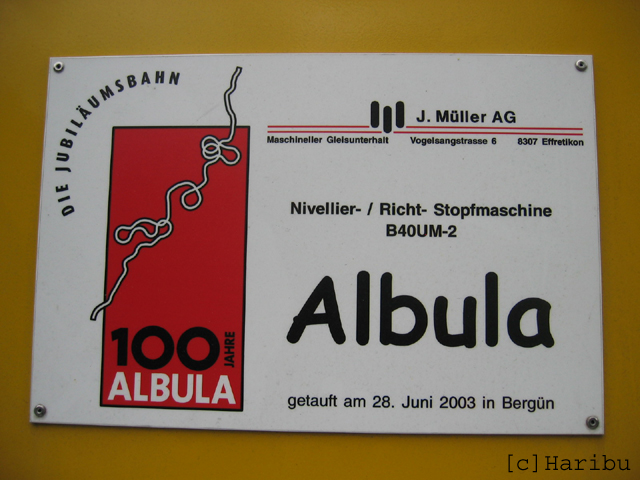 DIE JUBILÄUMSBAHN
100 JAHRE
ALBULA
J. Müller AG
Maschineller Gleisunterhalt Vogelsangstrasse 6 8307 Effretikon
Nivellier- / Richt- Stopfmaschine
B40UM-2
Albula
getauft am 28. Juni 2003 in Bergün
[c]Haribu